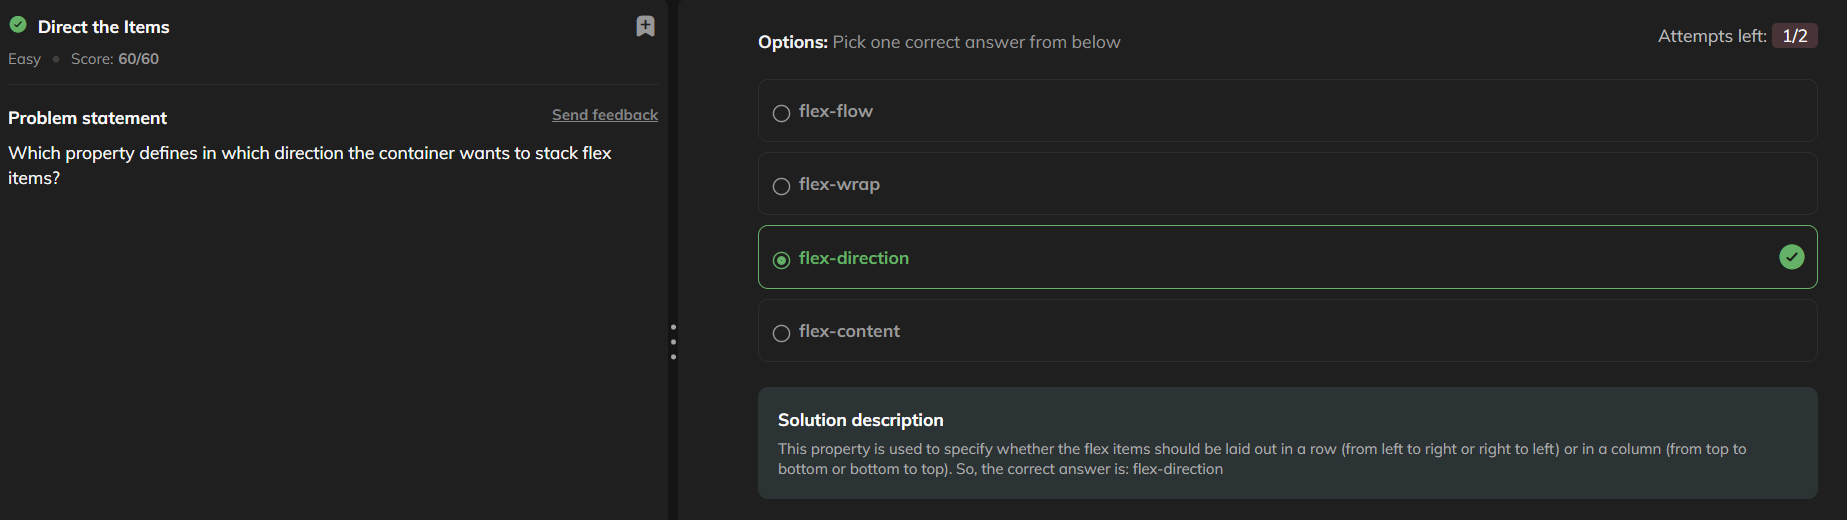 Direct the Items
Easy • Score: 60/60
Problem statement
Send feedback
Which property defines in which direction the container wants to stack flex
items?
Options: Pick one correct answer from below
Attempts left: 1/2
flex-flow
flex-wrap
flex-direction
flex-content
Solution description
This property is used to specify whether the flex items should be laid out in a row (from left to right or right to left) or in a column (from top to
bottom or bottom to top). So, the correct answer is: flex-direction